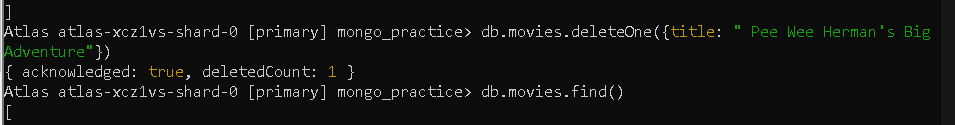 ]
Atlas atlas-xcz1vs-shard-0 [primary] mongo_practice> db.movies.deleteOne({title: " Pee Wee Herman's Big
Adventure"})
{ acknowledged: true, deletedCount: 1 }
Atlas atlas-xcz1vs-shard-0 [primary] mongo_practice> db.movies.find()
[